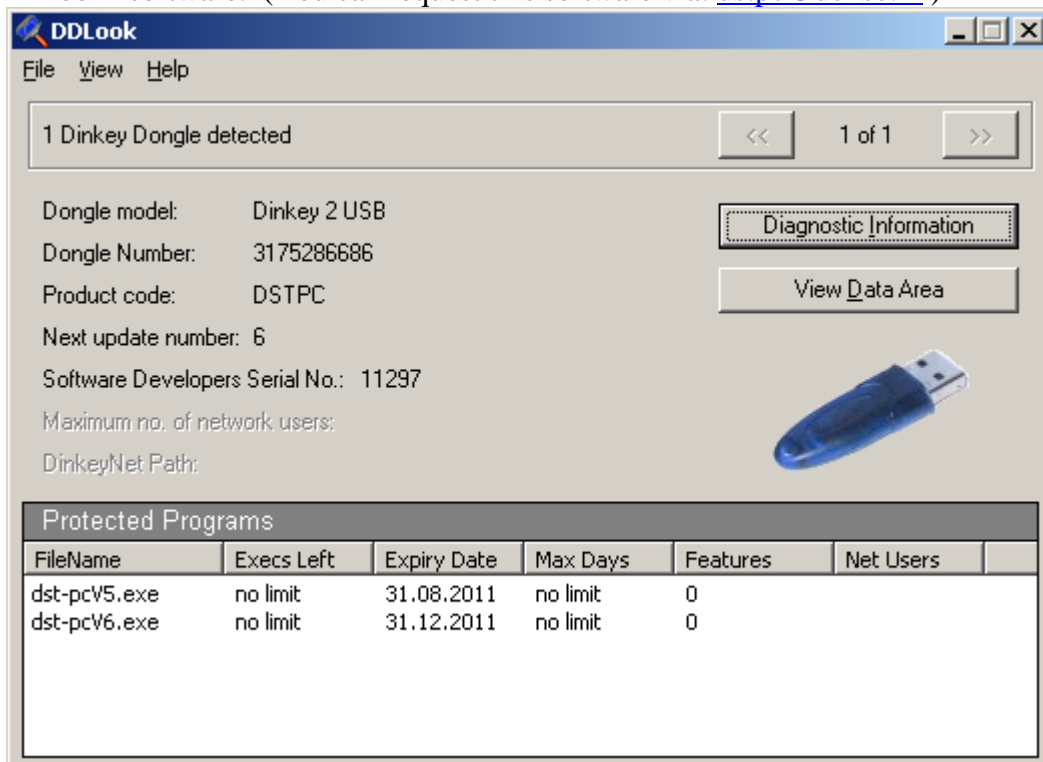 DDLook
File View Help
1 Dinkey Dongle detected << 1 of 1 >>
Dongle model: Dinkey 2 USB
Diagnostic Information
Dongle Number: 3175286686
Product code: DSTPC
View Data Area
Next update number: 6
Software Developers Serial No.: 11297
Maximum no. of network users:
DinkeyNet Path:
Protected Programs
FileName Execs Left Expiry Date Max Days Features Net Users
dst-pcV5.exe no limit 31.08.2011 no limit 0
dst-pcV6.exe no limit 31.12.2011 no limit 0